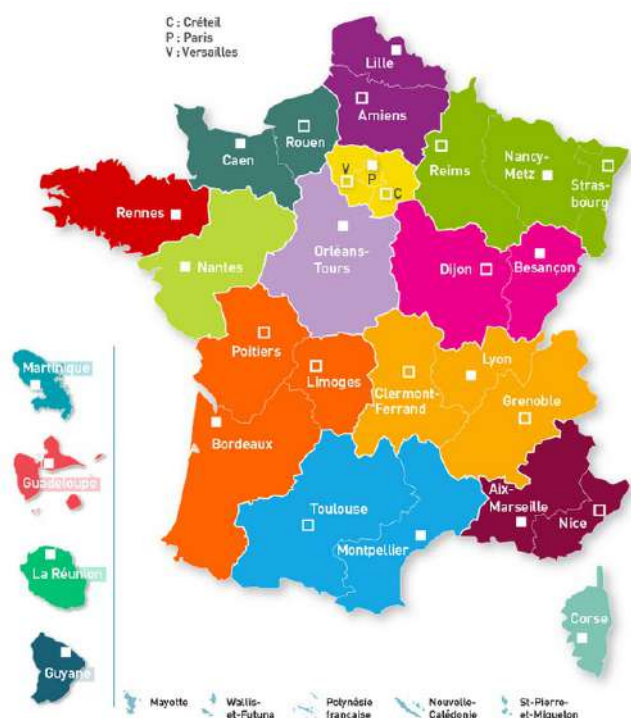 C : Créteil
P : Paris
V : Versailles
Lille
Amiens
Rouen
Caen
V
P
C
Reims
Nancy-
Metz
Stras-
bourg
Rennes
Nantes
Orléans-
Tours
Dijon
Besançon
Poitiers
Limoges
Clermont-
Ferrand
Lyon
Grenoble
Bordeaux
Toulouse
Montpellier
Aix-
Marseille
Nice
Corse
Martinique
Guadeloupe
La Réunion
Guyane
Mayotte
Wallis-
et-Futuna
Polynésie
française
Nouvelle-
Calédonie
St-Pierre-
et-Miquelon